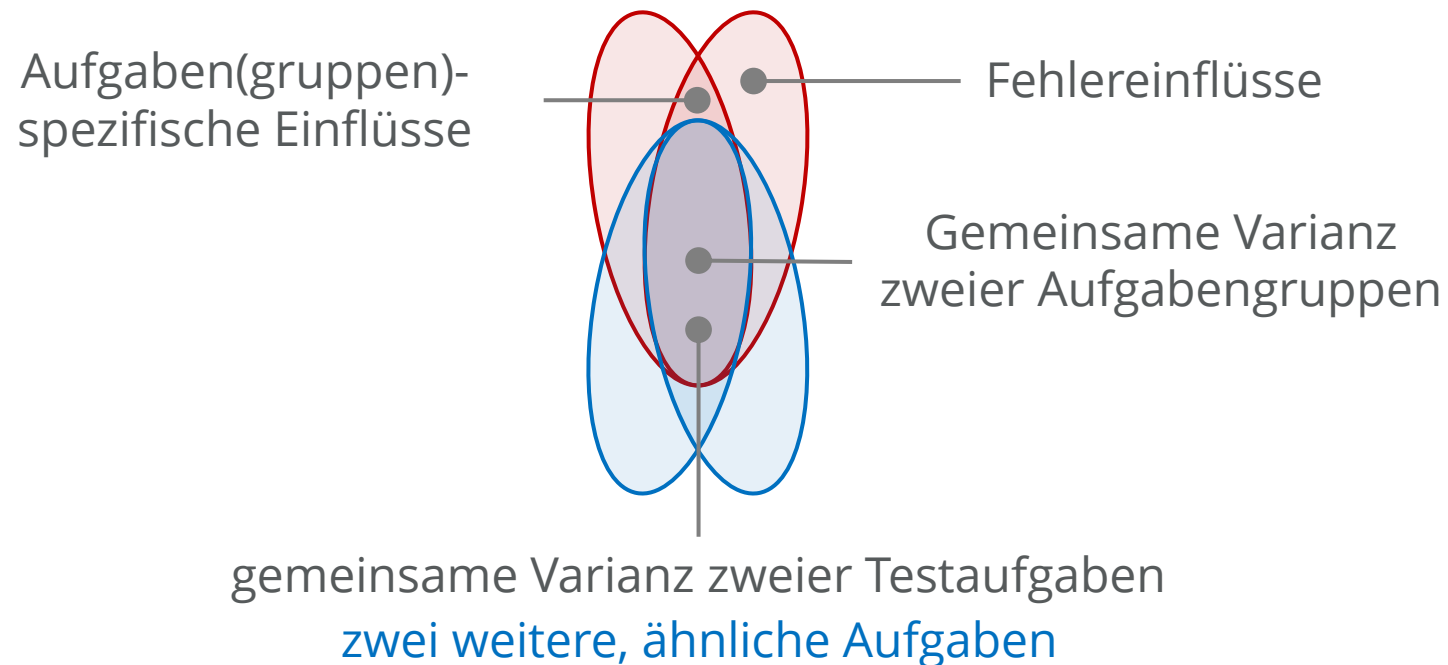 Aufgaben(gruppen)-
spezifische Einflüsse
Fehlereinflüsse
Gemeinsame Varianz
zweier Aufgabengruppen
gemeinsame Varianz zweier Testaufgaben
zwei weitere, ähnliche Aufgaben